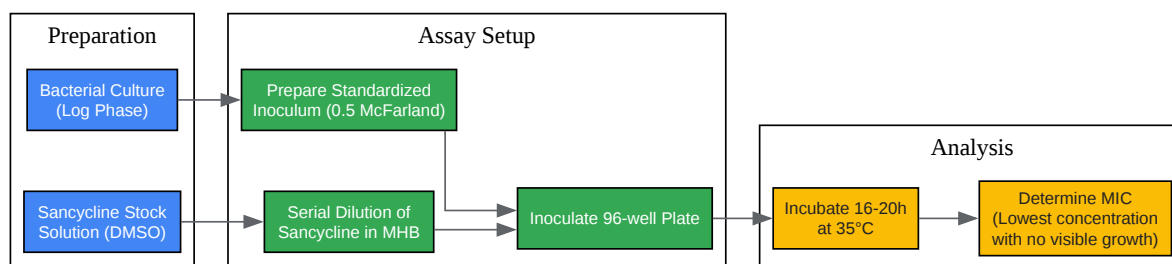 Preparation
Bacterial Culture
(Log Phase)
Sancycline Stock
Solution (DMSO)
Assay Setup
Prepare Standardized
Inoculum (0.5 McFarland)
Serial Dilution of
Sancycline in MHB
Inoculate 96-well Plate
Analysis
Incubate 16-20h
at 35°C
Determine MIC
(Lowest concentration
with no visible growth)